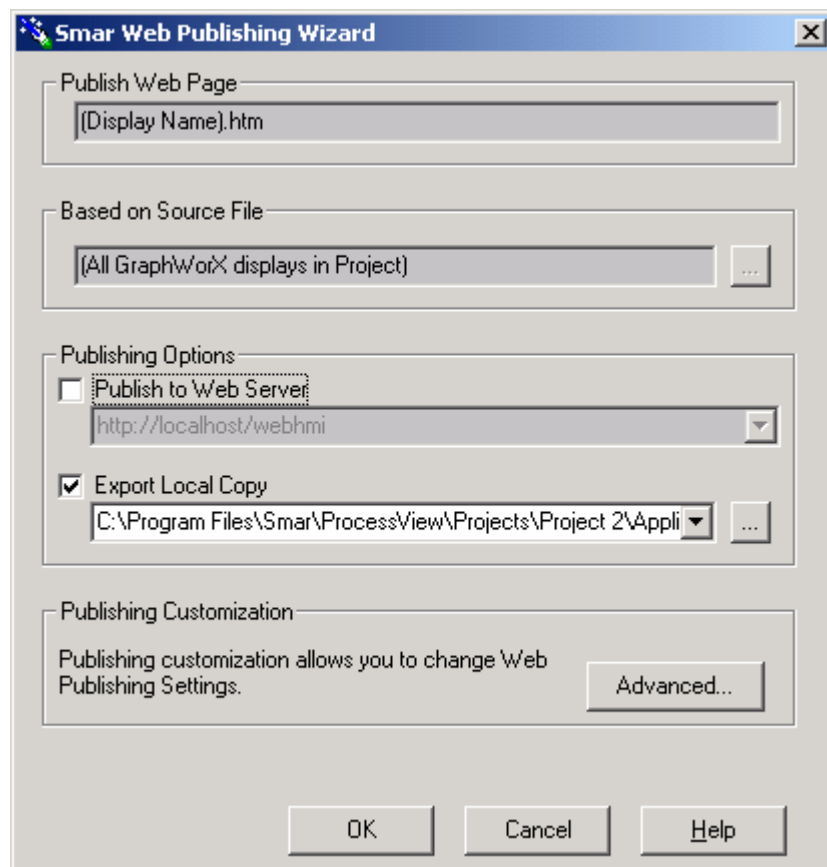 Smar Web Publishing Wizard
Publish Web Page
(Display Name).htm
Based on Source File
(All GraphWorX displays in Project)
...
Publishing Options
Publish to Web Server
http://localhost/webhmi
Export Local Copy
C:\Program Files\Smar\ProcessView\Projects\Project 2\Appli
...
Publishing Customization
Publishing customization allows you to change Web
Publishing Settings.
Advanced...
OK
Cancel
Help